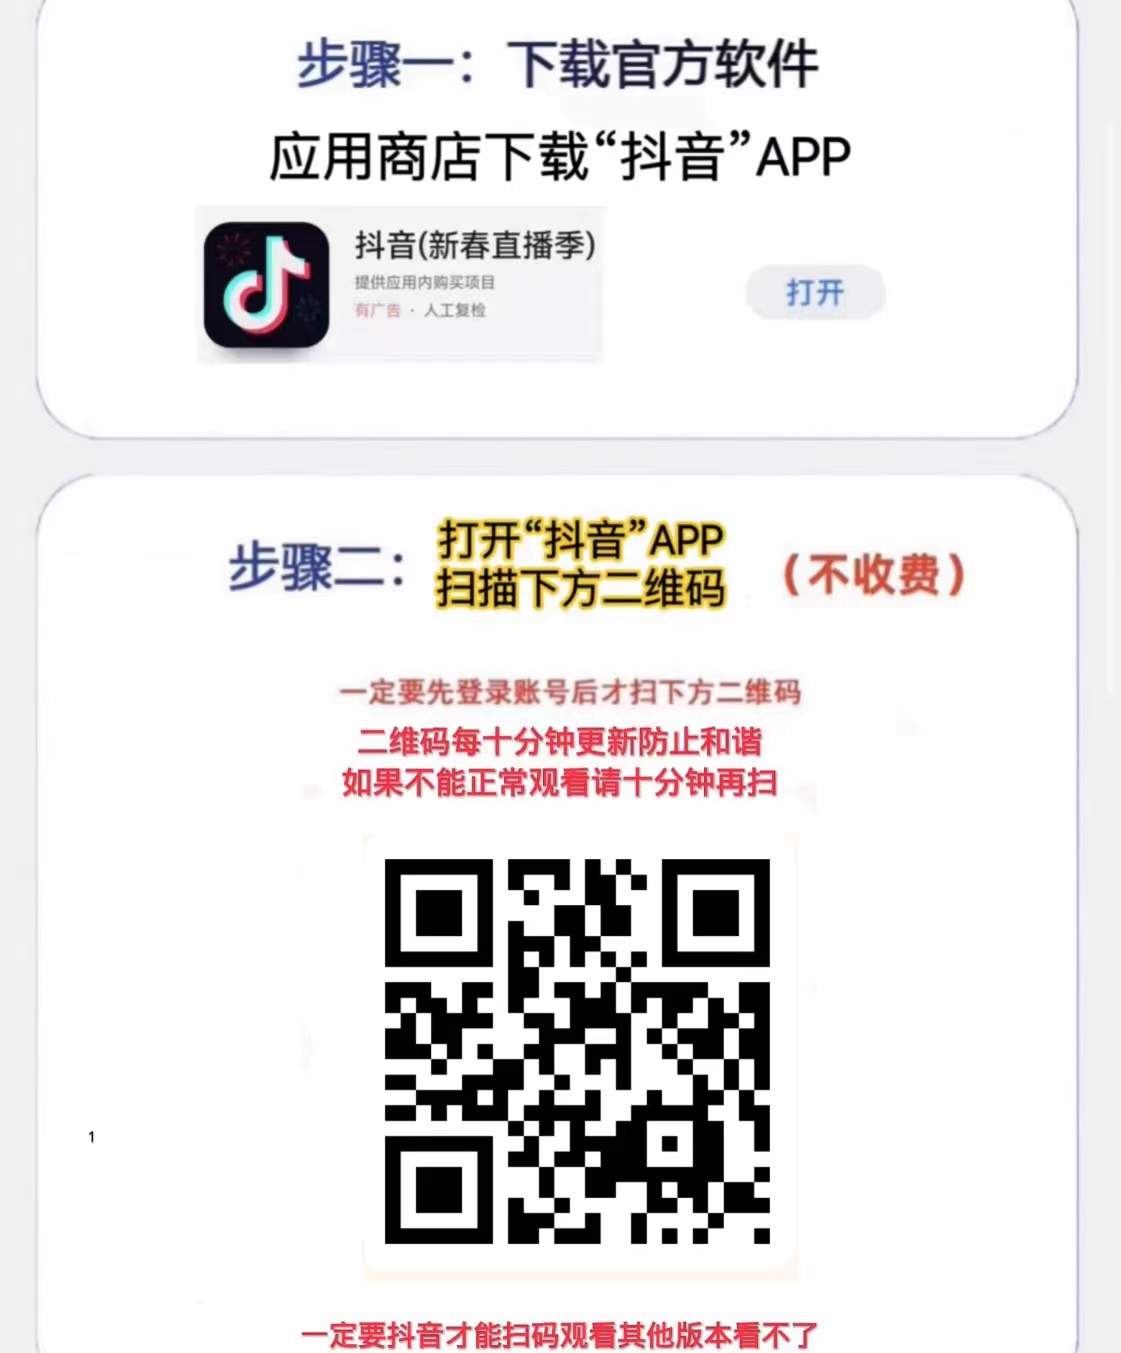 步骤一：下载官方软件
应用商店下载“抖音”APP
抖音(新春直播季)
提供应用内购买项目
有广告 · 人工复检
打开
步骤二：
打开“抖音”APP
扫描下方二维码
（不收费）
一定要先登录账号后才扫下方二维码
二维码每十分钟更新防止和谐
如果不能正常观看请十分钟再扫
1
一定要抖音才能扫码观看其他版本看不了